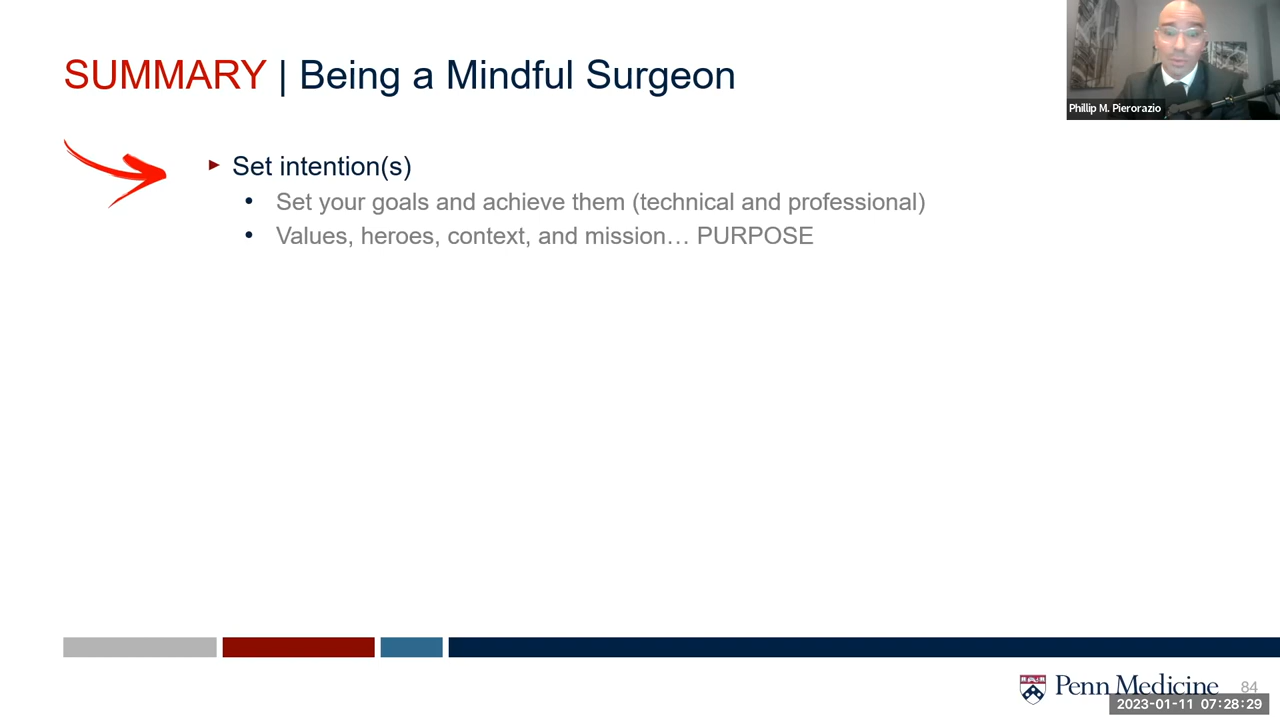 SUMMARY | Being a Mindful Surgeon
Phillip M. Pierorazio
Set intention(s)
Set your goals and achieve them (technical and professional)
Values, heroes, context, and mission… PURPOSE
Penn Medicine
84
2023-01-11 07:28:29